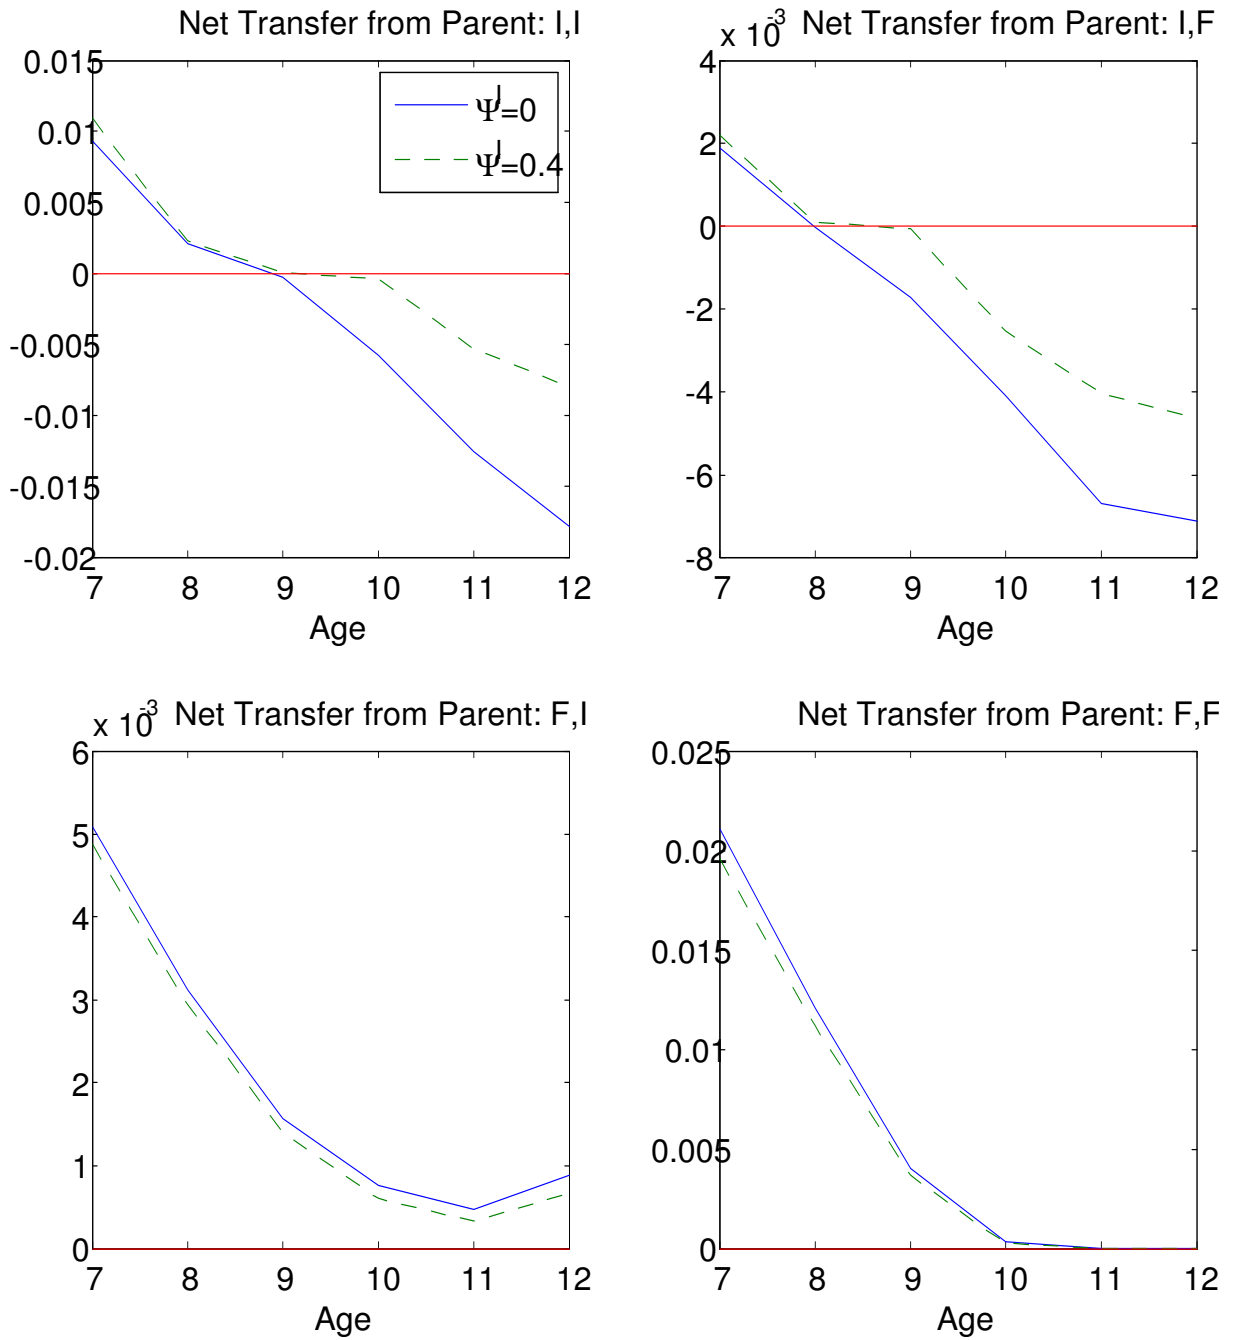 Net Transfer from Parent: I,I
0.015
0.01
0.005
0
-0.005
-0.01
-0.015
-0.02
7 8 9 10 11 12
Age
Ψ^I=0
Ψ^I=0.4
x 10^-3 Net Transfer from Parent: I,F
4
2
0
-2
-4
-6
-8
7 8 9 10 11 12
Age
x 10^-3 Net Transfer from Parent: F,I
6
5
4
3
2
1
0
7 8 9 10 11 12
Age
Net Transfer from Parent: F,F
0.025
0.02
0.015
0.01
0.005
0
7 8 9 10 11 12
Age